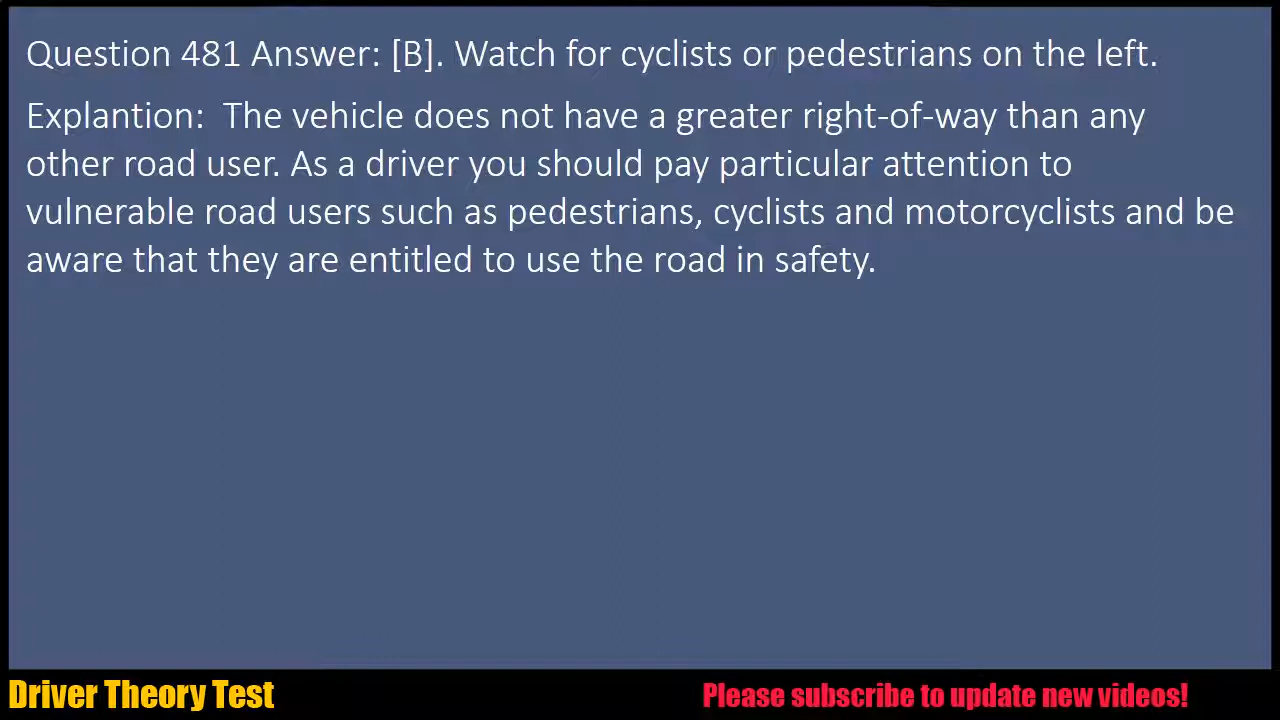 Question 481 Answer: [B]. Watch for cyclists or pedestrians on the left.
Explantion:  The vehicle does not have a greater right-of-way than any
other road user. As a driver you should pay particular attention to
vulnerable road users such as pedestrians, cyclists and motorcyclists and be
aware that they are entitled to use the road in safety.
Driver Theory Test
Please subscribe to update new videos!